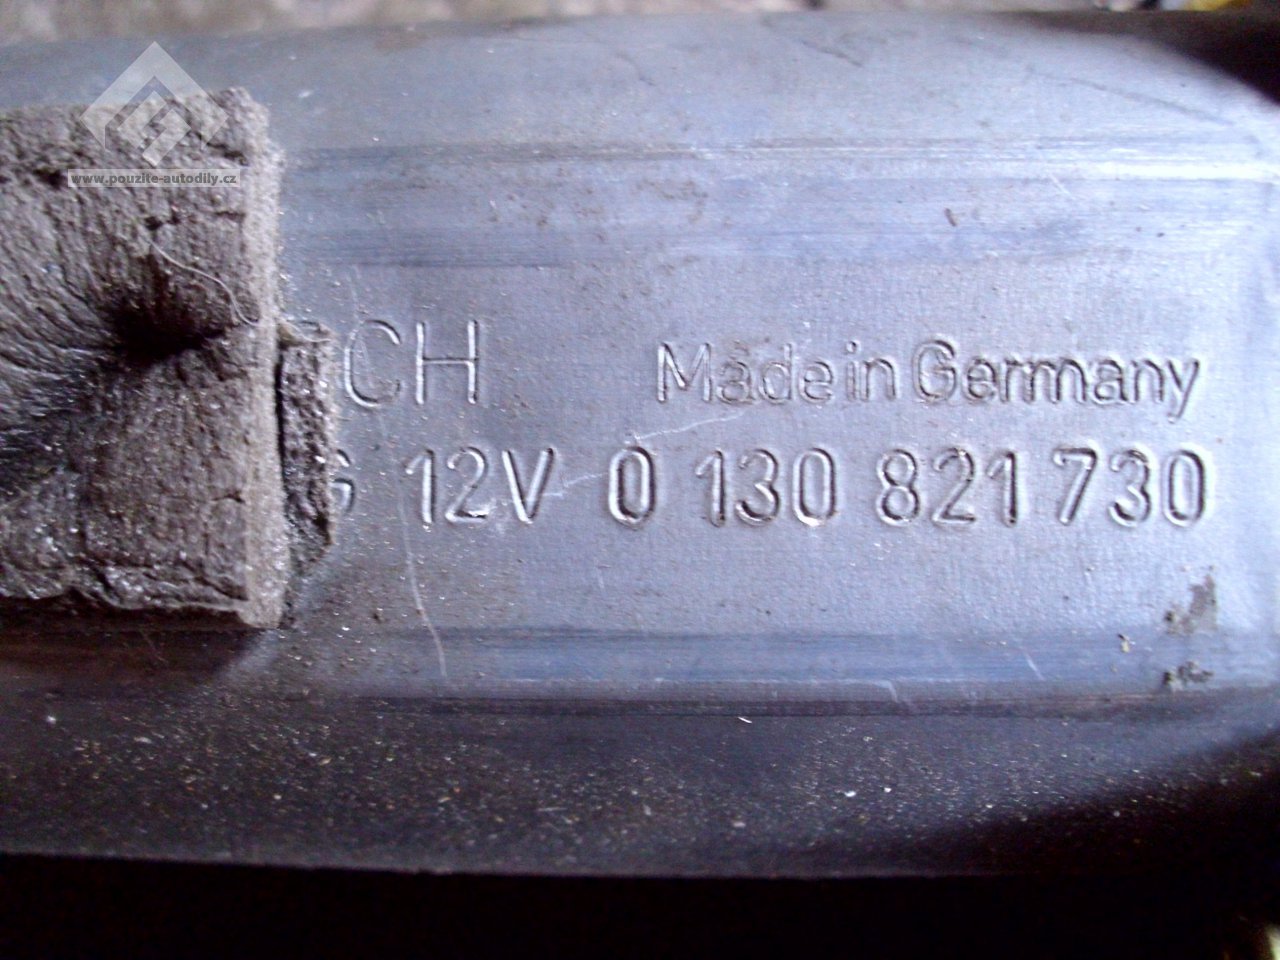 www.pouzite-autodily.cz
CH Made in Germany
12V 0 130 821 730